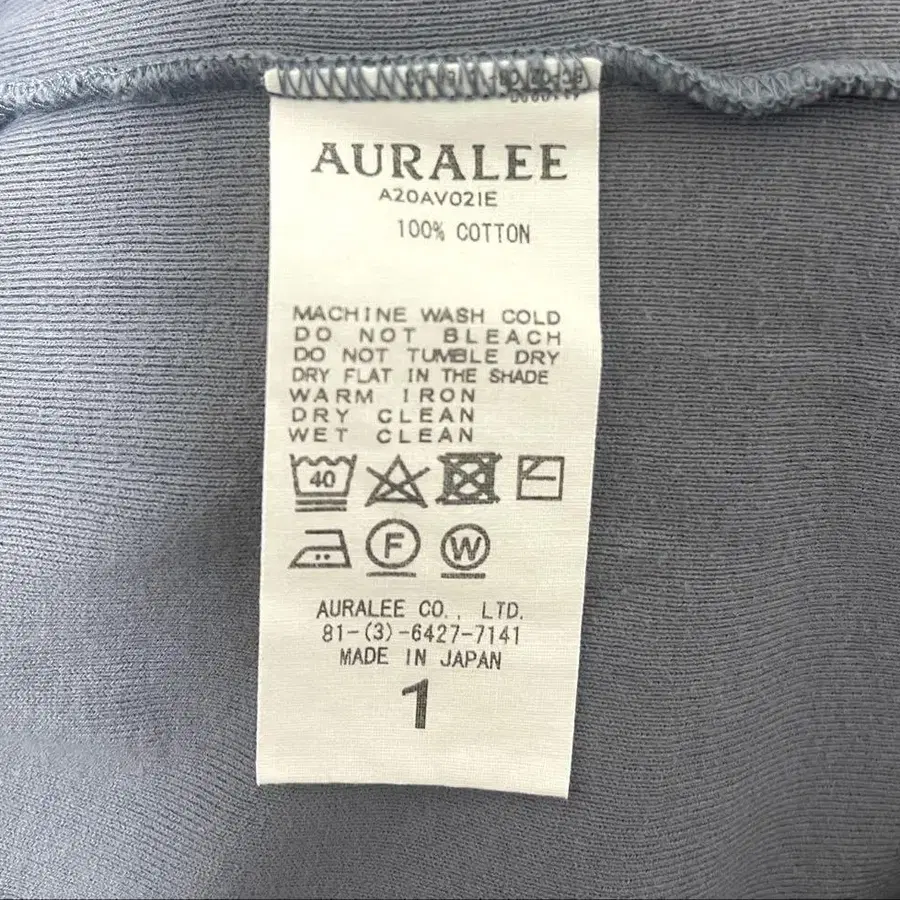 AURALEE
A20AV02IE
100% COTTON
MACHINE WASH COLD
DO NOT BLEACH
DO NOT TUMBLE DRY
DRY FLAT IN THE SHADE
WARM IRON
DRY CLEAN
WET CLEAN
40
F W
AURALEE CO., LTD.
81-(3)-6427-7141
MADE IN JAPAN
1